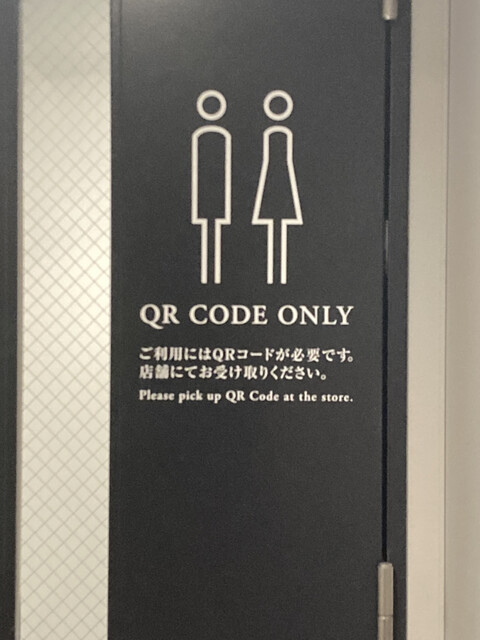 QR CODE ONLY
ご利用にはQRコードが必要です。
店舗にてお受け取りください。
Please pick up QR Code at the store.